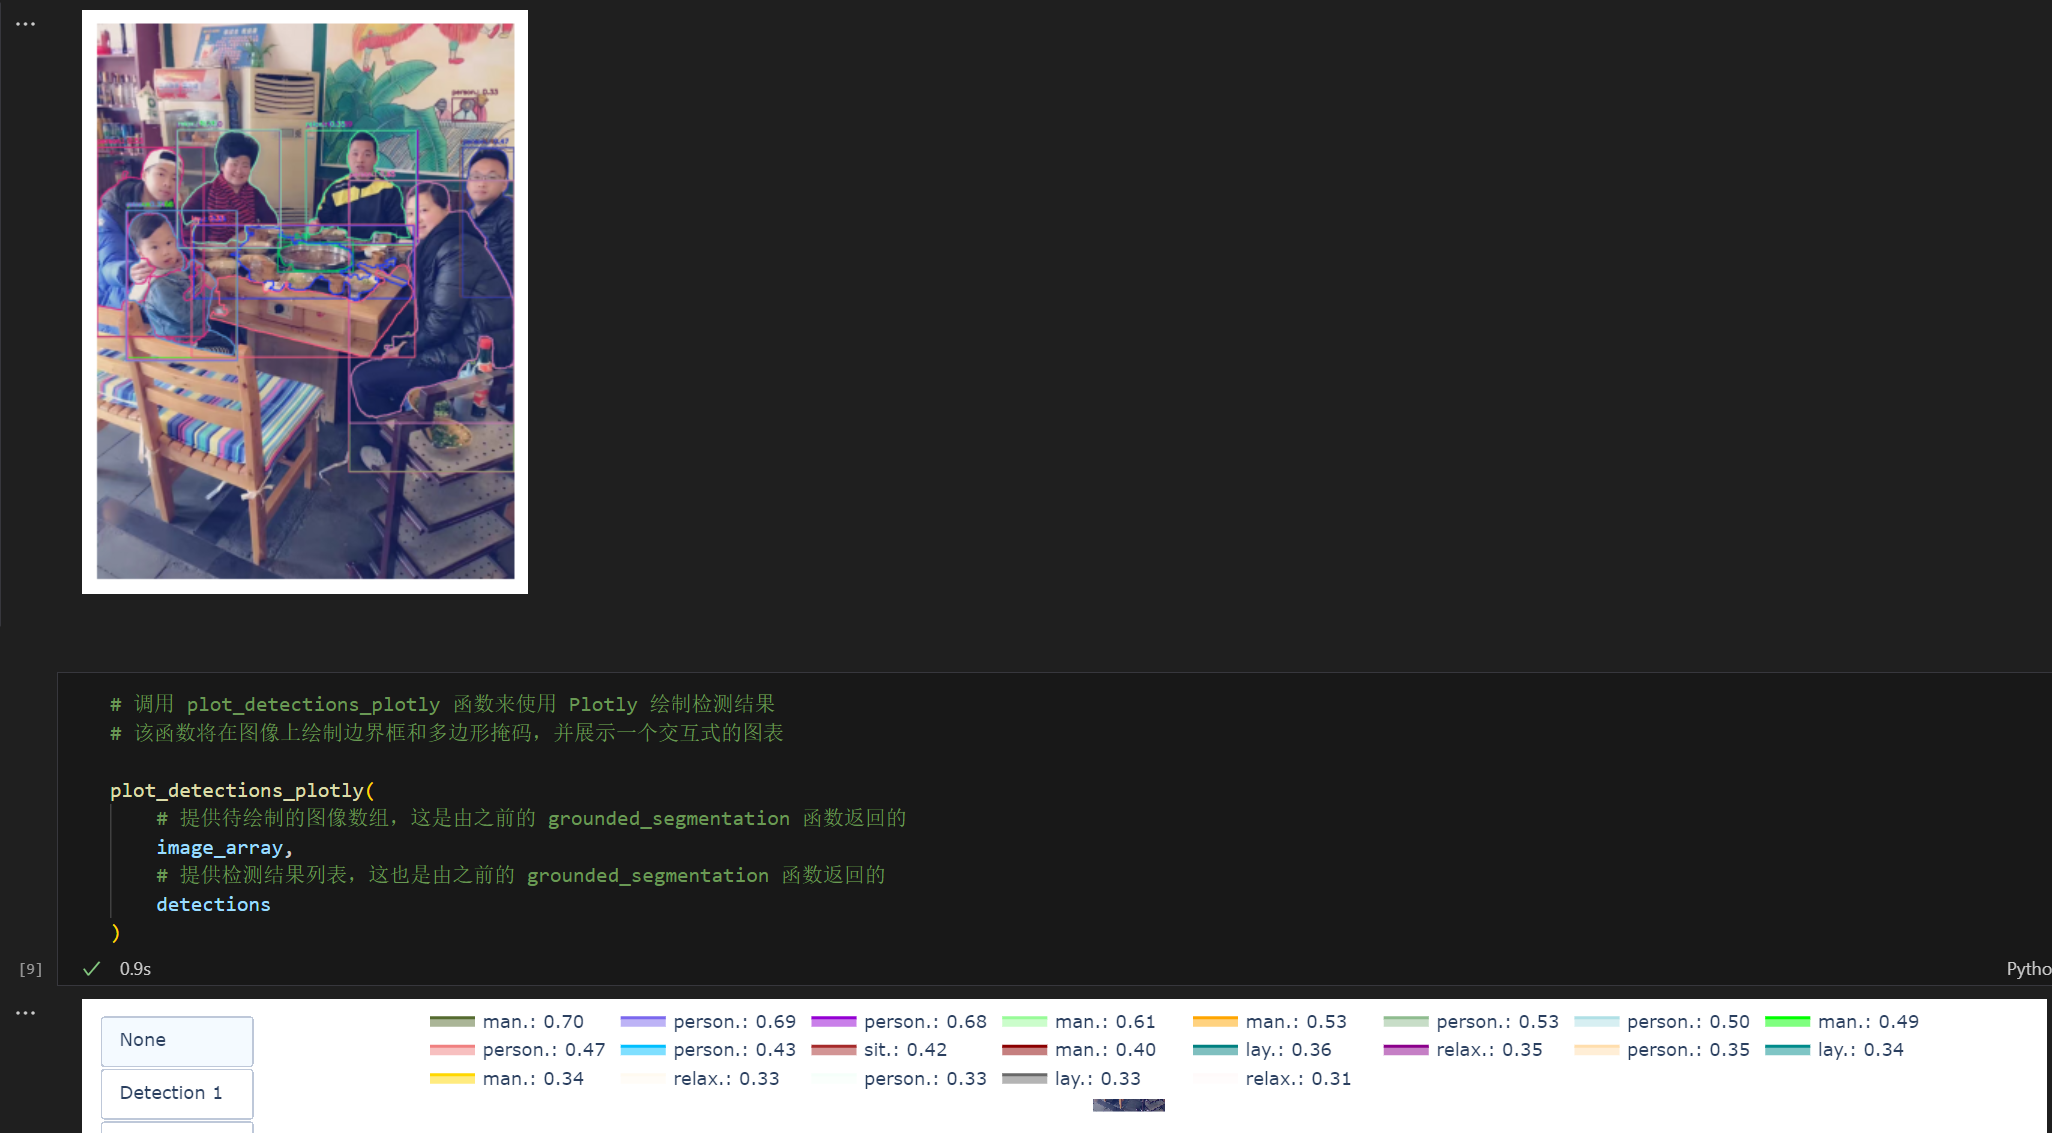 person.: 0.33
# 调用 plot_detections_plotly 函数来使用 Plotly 绘制检测结果
# 该函数将在图像上绘制边界框和多边形掩码，并展示一个交互式的图表
plot_detections_plotly(
# 提供待绘制的图像数组，这是由之前的 grounded_segmentation 函数返回的
image_array,
# 提供检测结果列表，这也是由之前的 grounded_segmentation 函数返回的
detections
)
[9] 0.9s Pytho
None
Detection 1
man.: 0.70 person.: 0.69 person.: 0.68 man.: 0.61 man.: 0.53 person.: 0.53 person.: 0.50 man.: 0.49
person.: 0.47 person.: 0.43 sit.: 0.42 man.: 0.40 lay.: 0.36 relax.: 0.35 person.: 0.35 lay.: 0.34
man.: 0.34 relax.: 0.33 person.: 0.33 lay.: 0.33 relax.: 0.31